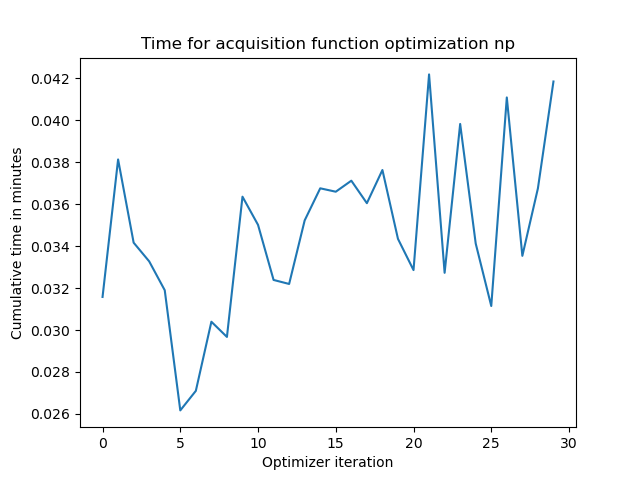 Time for acquisition function optimization np
Cumulative time in minutes
0.042
0.040
0.038
0.036
0.034
0.032
0.030
0.028
0.026
0 5 10 15 20 25 30
Optimizer iteration